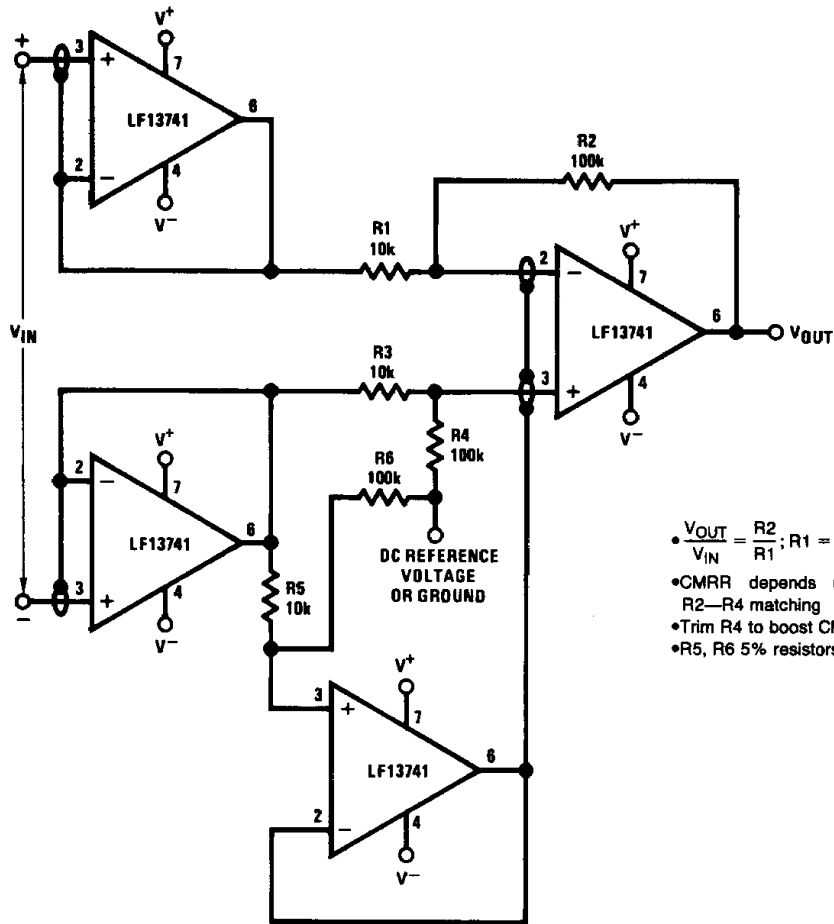 +
V+
3
+
7
6
LF13741
2
−
4
V−
R2
100k
R1
10k
V+
2
−
7
6
VOUT
LF13741
3
+
4
V−
VIN
R3
10k
R4
100k
R6
100k
V+
2
−
7
6
LF13741
3
+
4
V−
−
DC REFERENCE
VOLTAGE
OR GROUND
R5
10k
V+
3
+
7
6
LF13741
2
−
4
V−
• VOUT/VIN = R2/R1; R1 =
•CMRR depends
R2—R4 matching
•Trim R4 to boost
•R5, R6 5% resistors